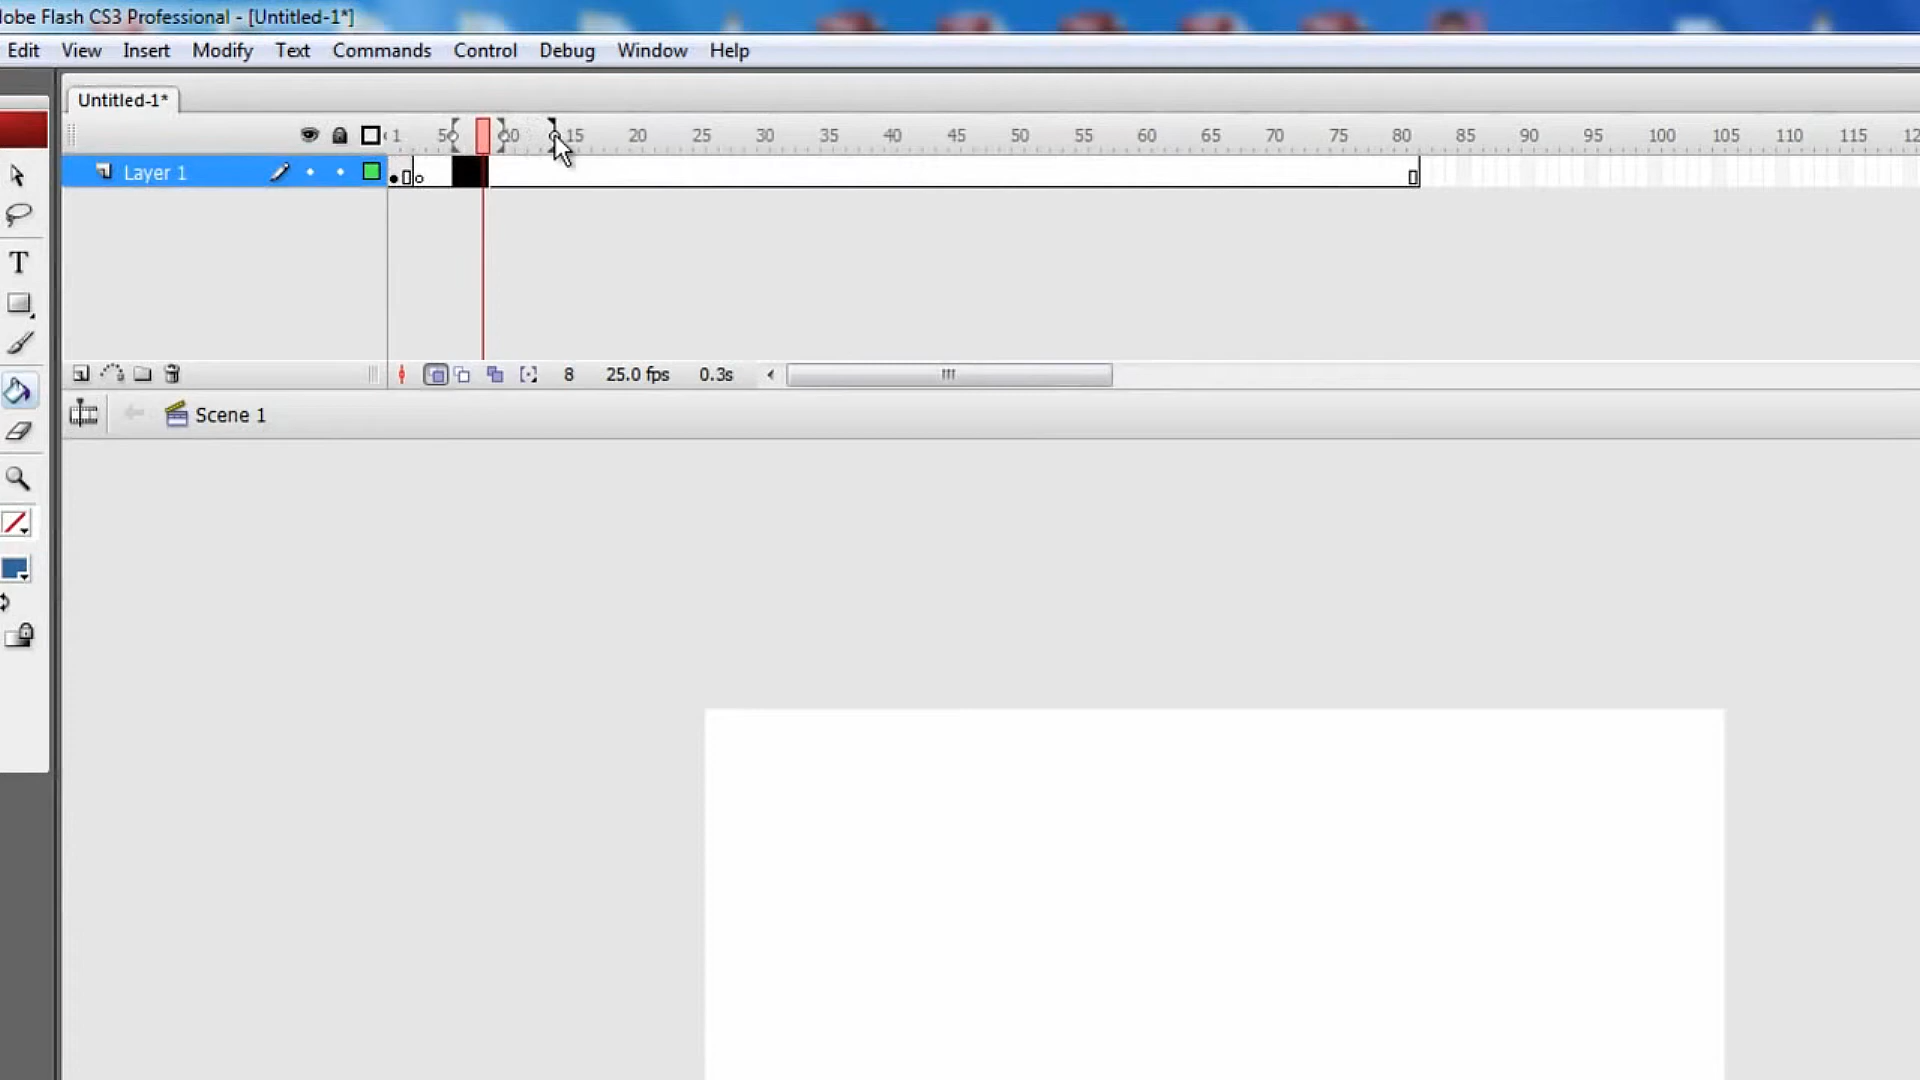 obe Flash CS3 Professional - [Untitled-1*]
Edit View Insert Modify Text Commands Control Debug Window Help
Untitled-1*
1 5 15 20 25 30 35 40 45 50 55 60 65 70 75 80 85 90 95 100 105 110 115 12
Layer 1
8 25.0 fps 0.3s
Scene 1
T